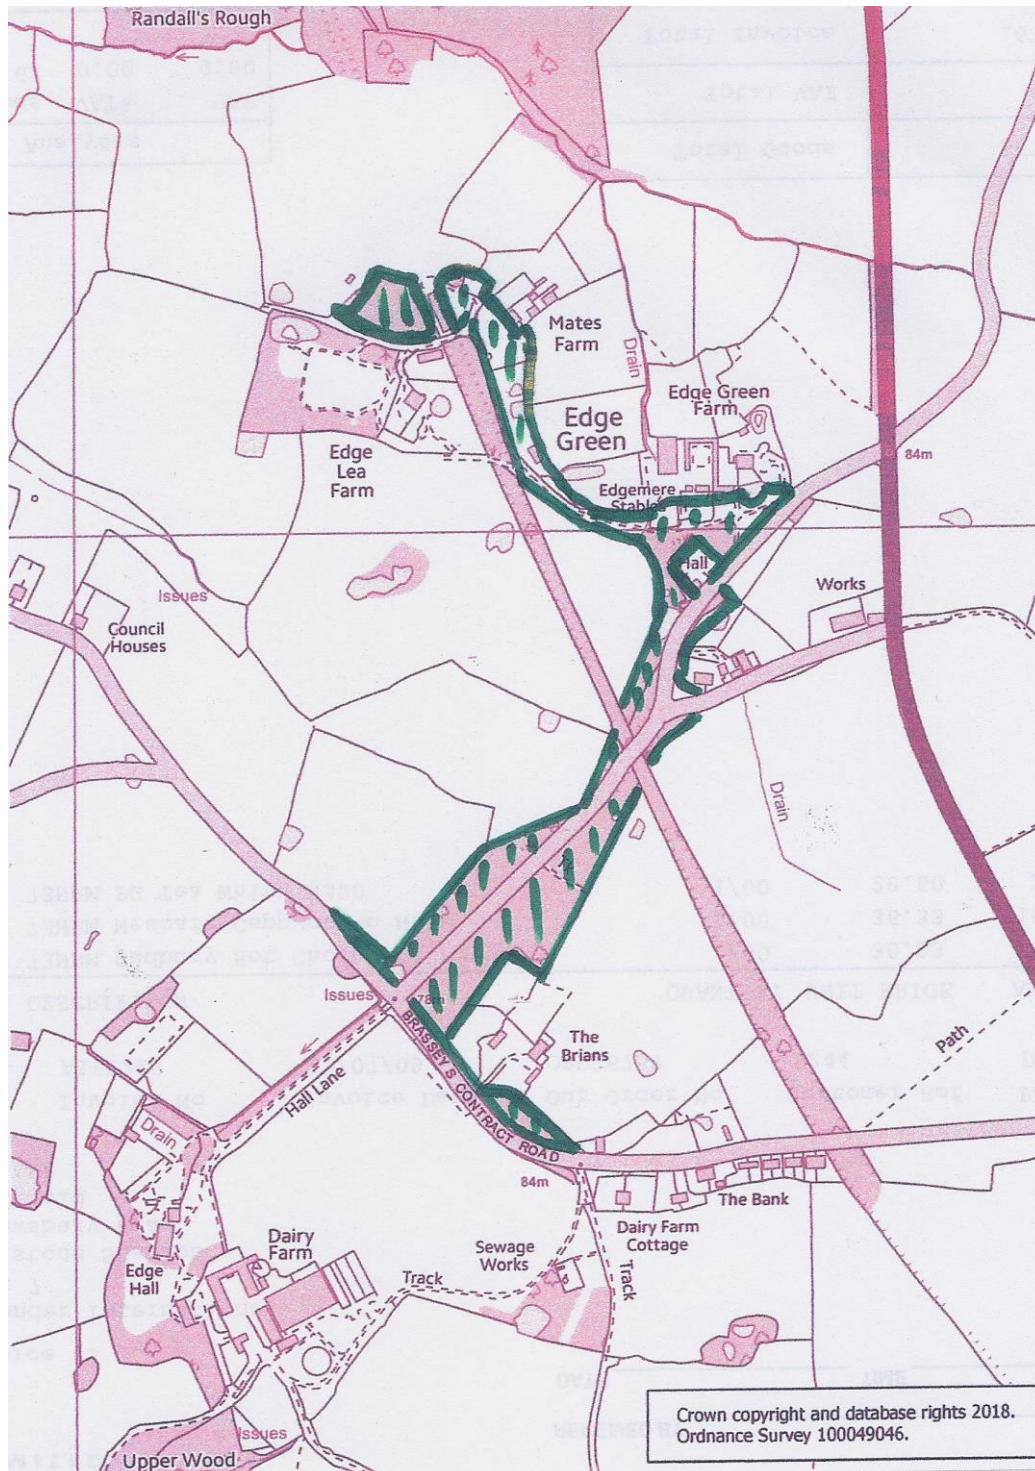 Randall's Rough
Mates
Farm
Drain
Edge Green
Farm
Edge
Green
84m
Edge
Lea
Farm
Edgemere
Stables
Hall
Works
Issues
Council
Houses
Drain
Issues
78m
BRASSEY'S CONTRACT ROAD
The
Brians
Path
Hall Lane
Drain
84m
The Bank
Dairy Farm
Cottage
Sewage
Works
Dairy
Farm
Edge
Hall
Track
Track
Issues
Upper Wood
Crown copyright and database rights 2018.
Ordnance Survey 100049046.